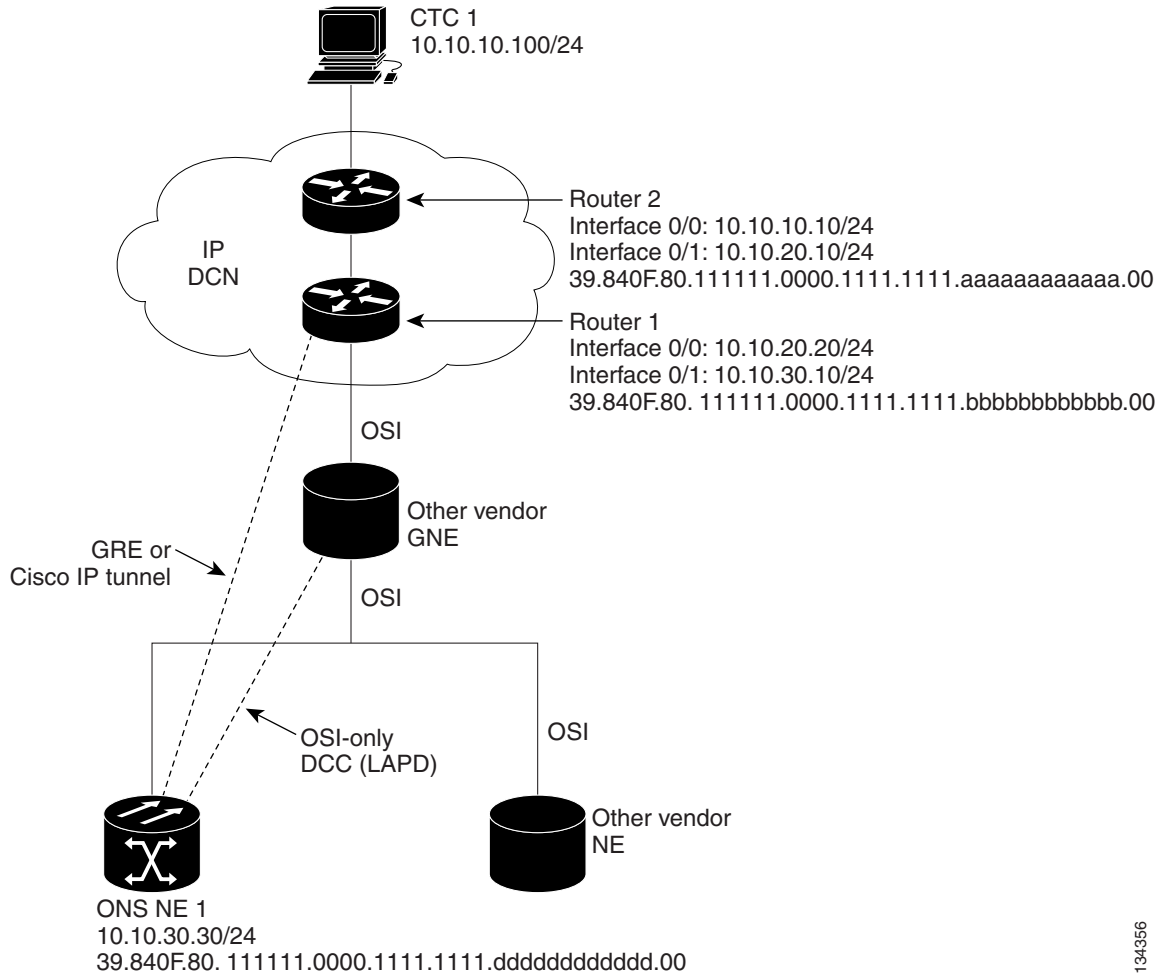 CTC 1
10.10.10.100/24
Router 2
Interface 0/0: 10.10.10.10/24
Interface 0/1: 10.10.20.10/24
39.840F.80.111111.0000.1111.1111.aaaaaaaaaaaa.00
IP
DCN
Router 1
Interface 0/0: 10.10.20.20/24
Interface 0/1: 10.10.30.10/24
39.840F.80. 111111.0000.1111.1111.bbbbbbbbbbbb.00
OSI
Other vendor
GNE
GRE or
Cisco IP tunnel
OSI
OSI-only
DCC (LAPD)
OSI
Other vendor
NE
ONS NE 1
10.10.30.30/24
39.840F.80. 111111.0000.1111.1111.dddddddddddd.00
134356